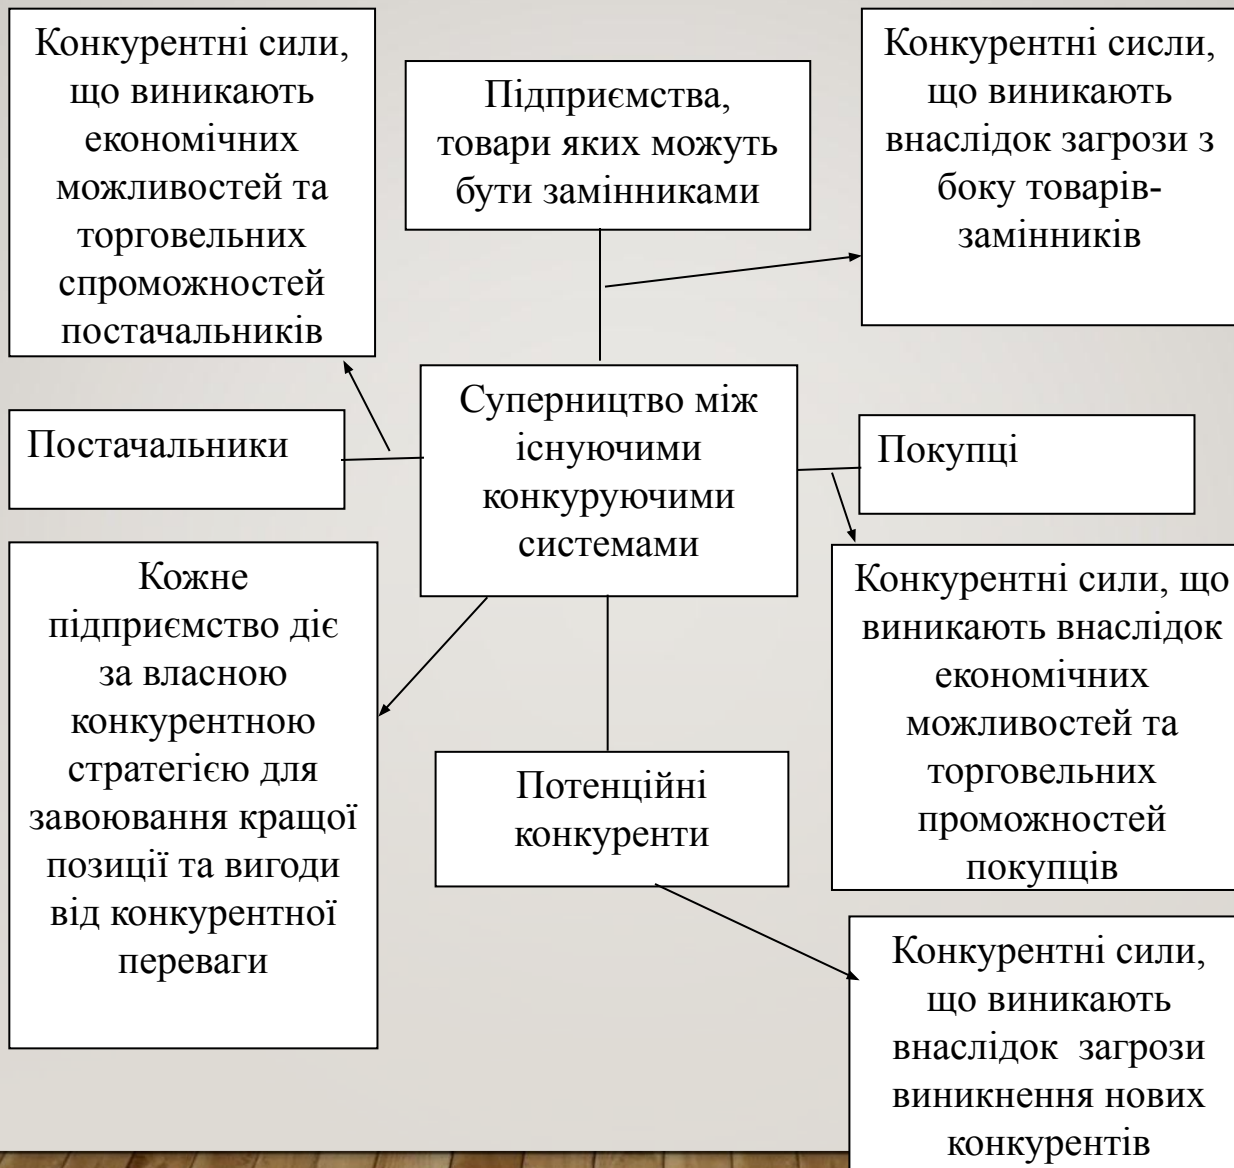 Конкурентні сили,
що виникають
економічних
можливостей та
торговельних
спроможностей
постачальників
Підприємства,
товари яких можуть
бути замінниками
Конкурентні сисли,
що виникають
внаслідок загрози з
боку товарів-
замінників
Постачальники
Суперництво між
існуючими
конкуруючими
системами
Покупці
Кожне
підприємство діє
за власною
конкурентною
стратегією для
завоювання кращої
позиції та вигоди
від конкурентної
переваги
Потенційні
конкуренти
Конкурентні сили, що
виникають внаслідок
економічних
можливостей та
торговельних
проможностей
покупців
Конкурентні сили,
що виникають
внаслідок  загрози
виникнення нових
конкурентів